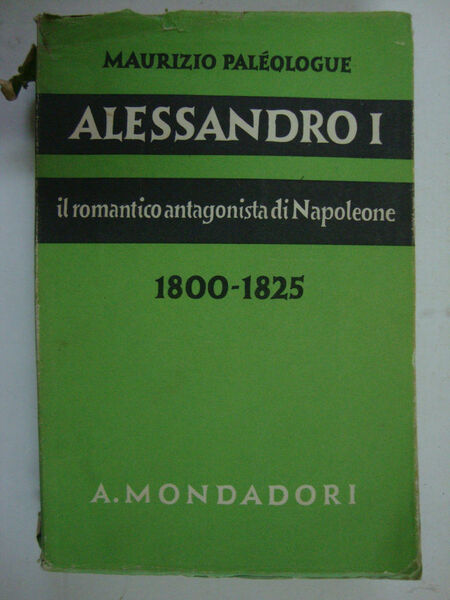 MAURIZIO PALÉOLOGUE
ALESSANDRO I
il romantico antagonista di Napoleone
1800-1825
A. MONDADORI